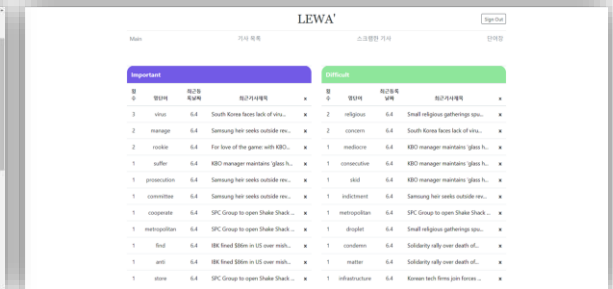 LEWA'
Sign Out
Main 기사 목록 스크랩한 기사 단어장
Important
횟수 영단어 최근등록날짜 최근기사제목 x
3 virus 6.4 South Korea faces lack of viru... x
2 manage 6.4 Samsung heir seeks outside rev... x
2 rookie 6.4 For love of the game: with KBO... x
1 suffer 6.4 KBO manager maintains 'glass h... x
1 prosecution 6.4 Samsung heir seeks outside rev... x
1 committee 6.4 Samsung heir seeks outside rev... x
1 cooperate 6.4 SPC Group to open Shake Shack ... x
1 metropolitan 6.4 SPC Group to open Shake Shack ... x
1 find 6.4 IBK fined $86m in US over mish... x
1 anti 6.4 IBK fined $86m in US over mish... x
1 store 6.4 SPC Group to open Shake Shack ... x
Difficult
횟수 영단어 최근등록날짜 최근기사제목 x
2 religious 6.4 Small religious gatherings spu... x
2 concern 6.4 South Korea faces lack of viru... x
1 mediocre 6.4 KBO manager maintains 'glass h... x
1 consecutive 6.4 KBO manager maintains 'glass h... x
1 skid 6.4 KBO manager maintains 'glass h... x
1 indictment 6.4 Samsung heir seeks outside rev... x
1 metropolitan 6.4 SPC Group to open Shake Shack ... x
1 droplet 6.4 Small religious gatherings spu... x
1 condemn 6.4 Solidarity rally over death of... x
1 matter 6.4 Solidarity rally over death of... x
1 infrastructure 6.4 Korean tech firms join forces ... x